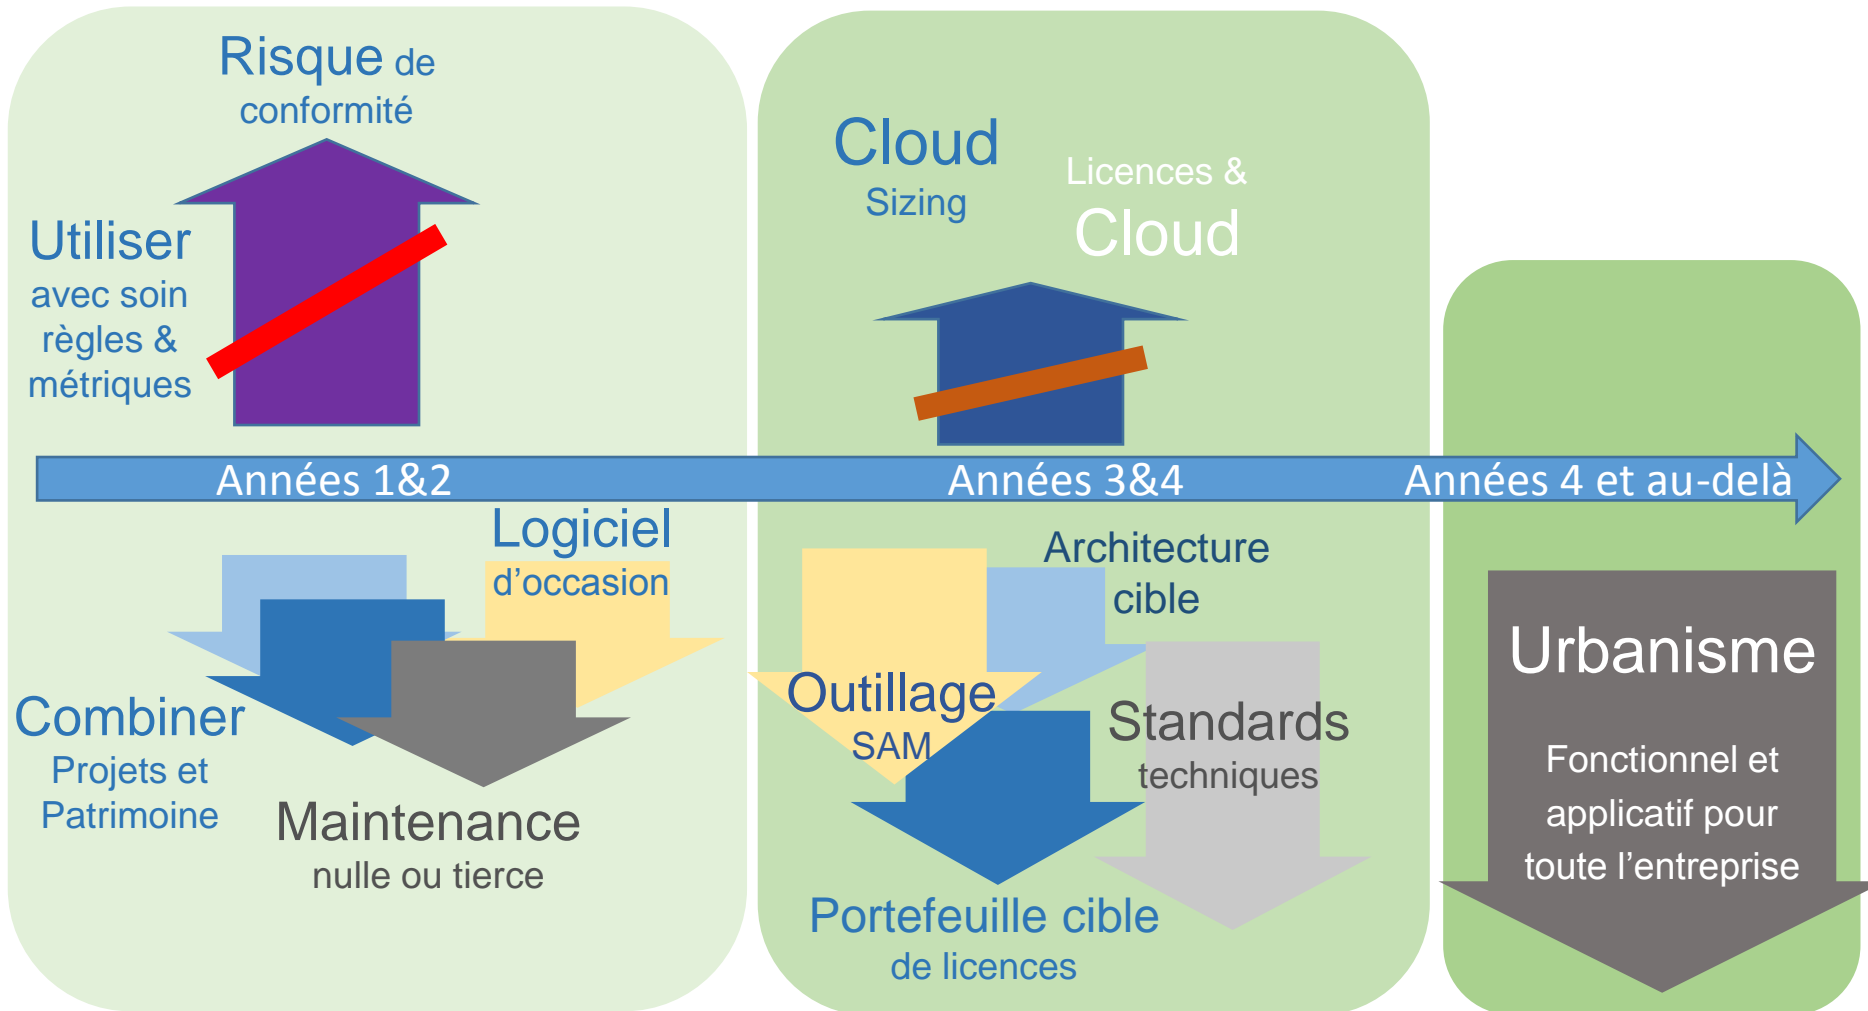 Risque de
conformité
Utiliser
avec soin
règles &
métriques
Cloud
Sizing
Licences &
Cloud
Années 1&2
Années 3&4
Années 4 et au-delà
Logiciel
d’occasion
Combiner
Projets et
Patrimoine
Maintenance
nulle ou tierce
Architecture
cible
Outillage
SAM
Standards
techniques
Portefeuille cible
de licences
Urbanisme
Fonctionnel et
applicatif pour
toute l’entreprise